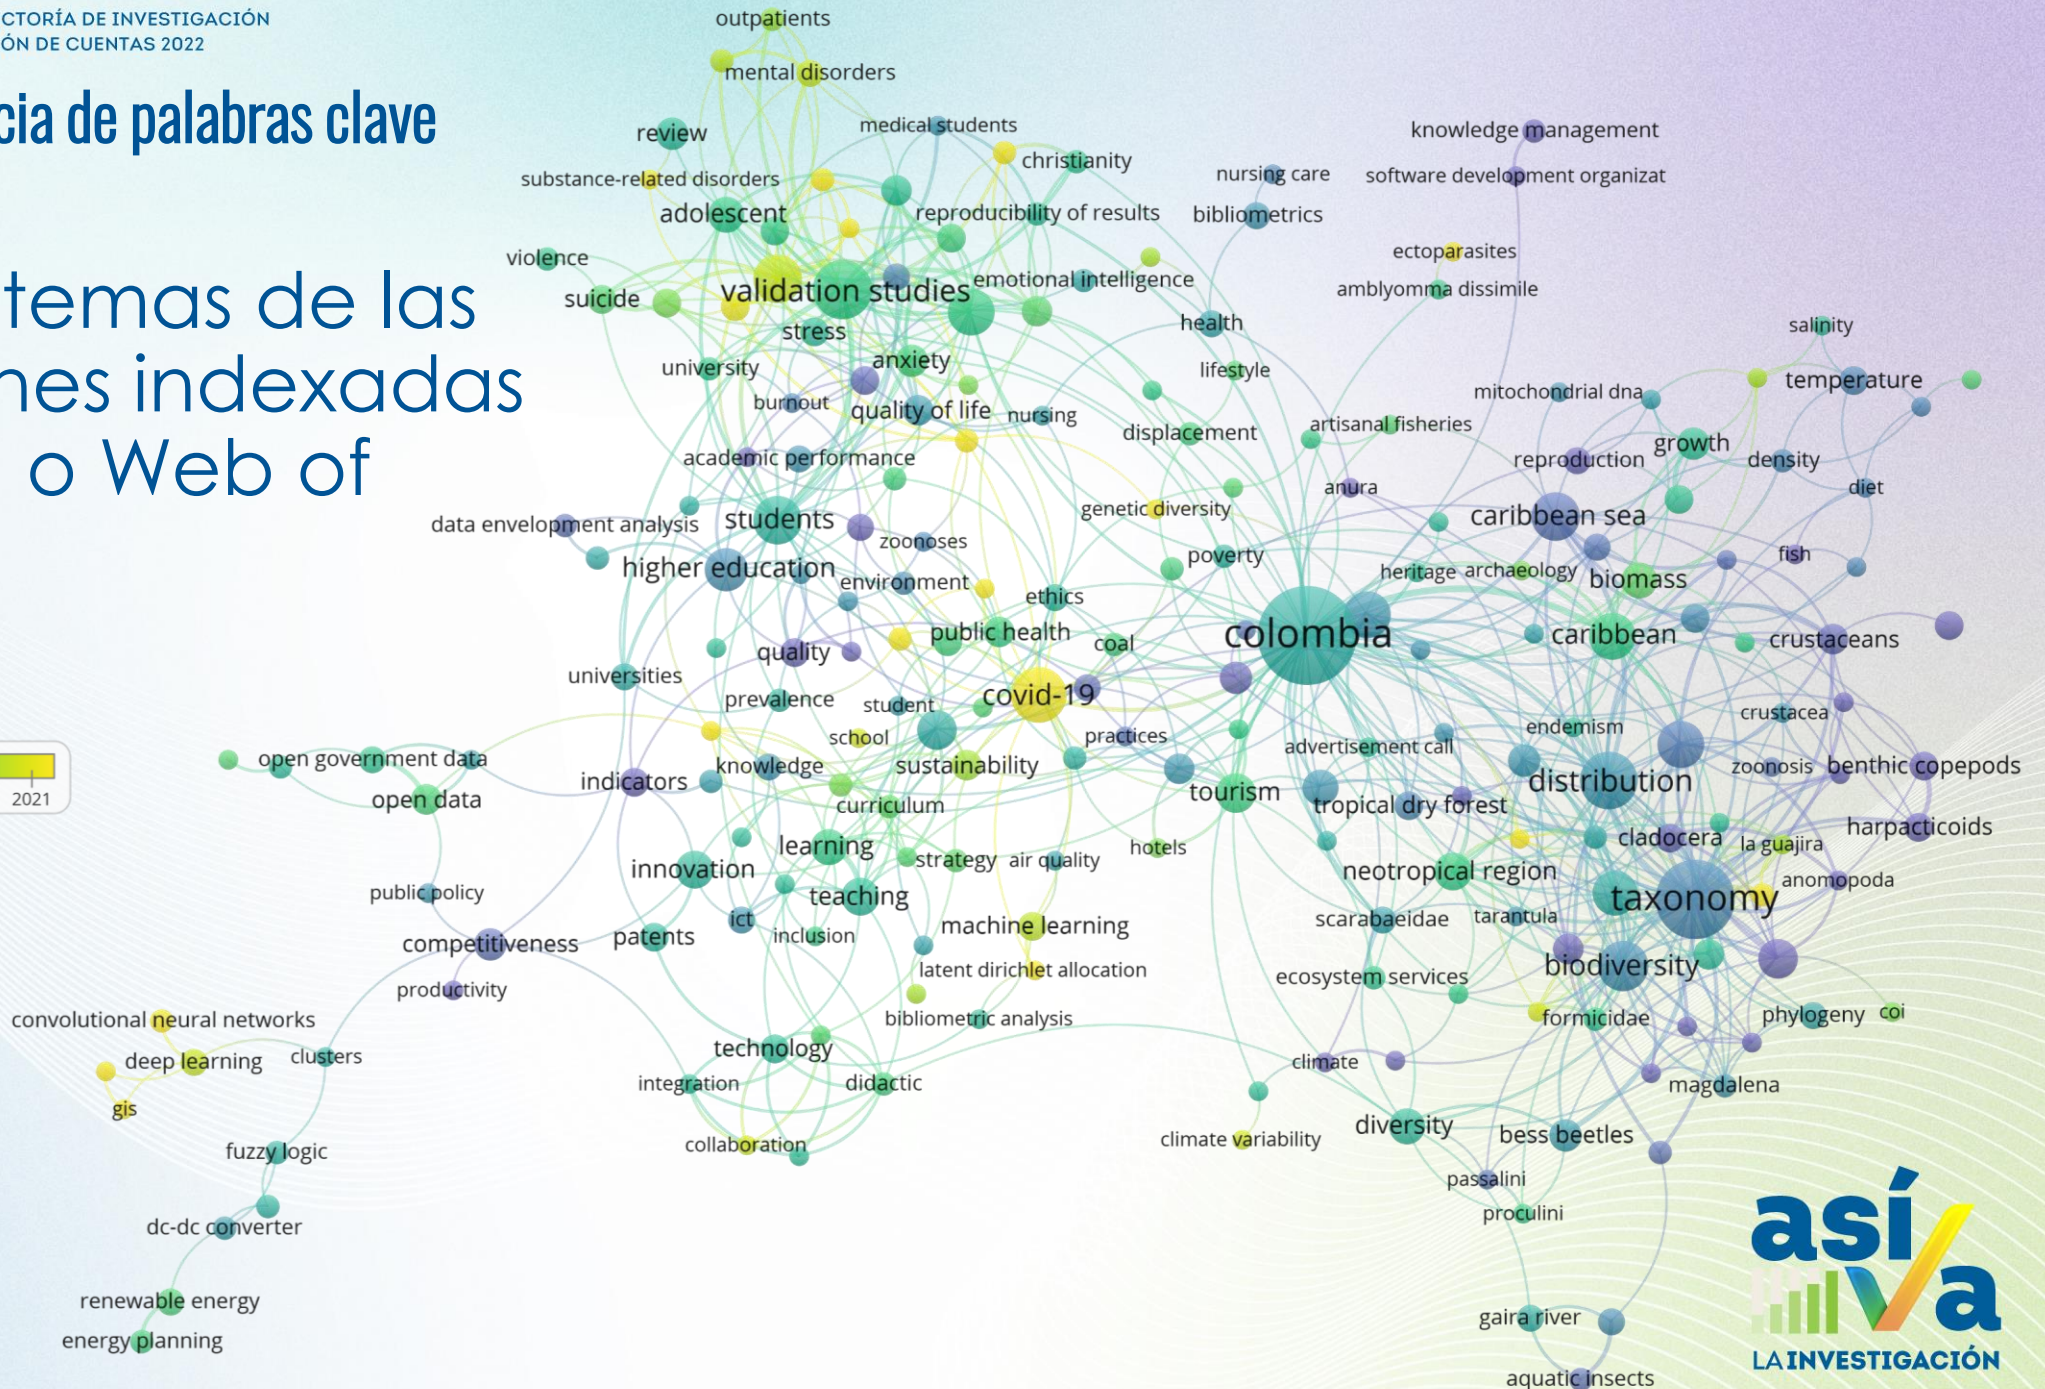 CTORÍA DE INVESTIGACIÓN
ÓN DE CUENTAS 2022
cia de palabras clave
temas de las
nes indexadas
o Web of
2021
outpatients
mental disorders
review
medical students
christianity
substance-related disorders
adolescent
reproducibility of results
nursing care
bibliometrics
knowledge management
software development organizat
violence
suicide
validation studies
emotional intelligence
ectoparasites
amblyomma dissimile
stress
health
salinity
university
anxiety
lifestyle
temperature
burnout
quality of life
nursing
mitochondrial dna
displacement
artisanal fisheries
growth
academic performance
reproduction
density
anura
diet
data envelopment analysis
students
genetic diversity
caribbean sea
zoonoses
poverty
fish
higher education
environment
heritage
archaeology
biomass
ethics
public health
coal
colombia
caribbean
crustaceans
quality
universities
prevalence
student
covid-19
crustacea
endemism
school
practices
advertisement call
open government data
indicators
knowledge
sustainability
distribution
zoonosis
benthic copepods
open data
curriculum
tourism
tropical dry forest
harpacticoids
learning
strategy
air quality
hotels
cladocera
la guajira
innovation
neotropical region
anomopoda
public policy
teaching
taxonomy
competitiveness
patents
ict
inclusion
machine learning
scarabaeidae
tarantula
latent dirichlet allocation
ecosystem services
biodiversity
productivity
convolutional neural networks
bibliometric analysis
formicidae
phylogeny
coi
deep learning
clusters
technology
climate
integration
didactic
magdalena
gis
collaboration
climate variability
diversity
bess beetles
fuzzy logic
passalini
proculini
dc-dc converter
renewable energy
energy planning
gaira river
aquatic insects
así
va
LA INVESTIGACIÓN